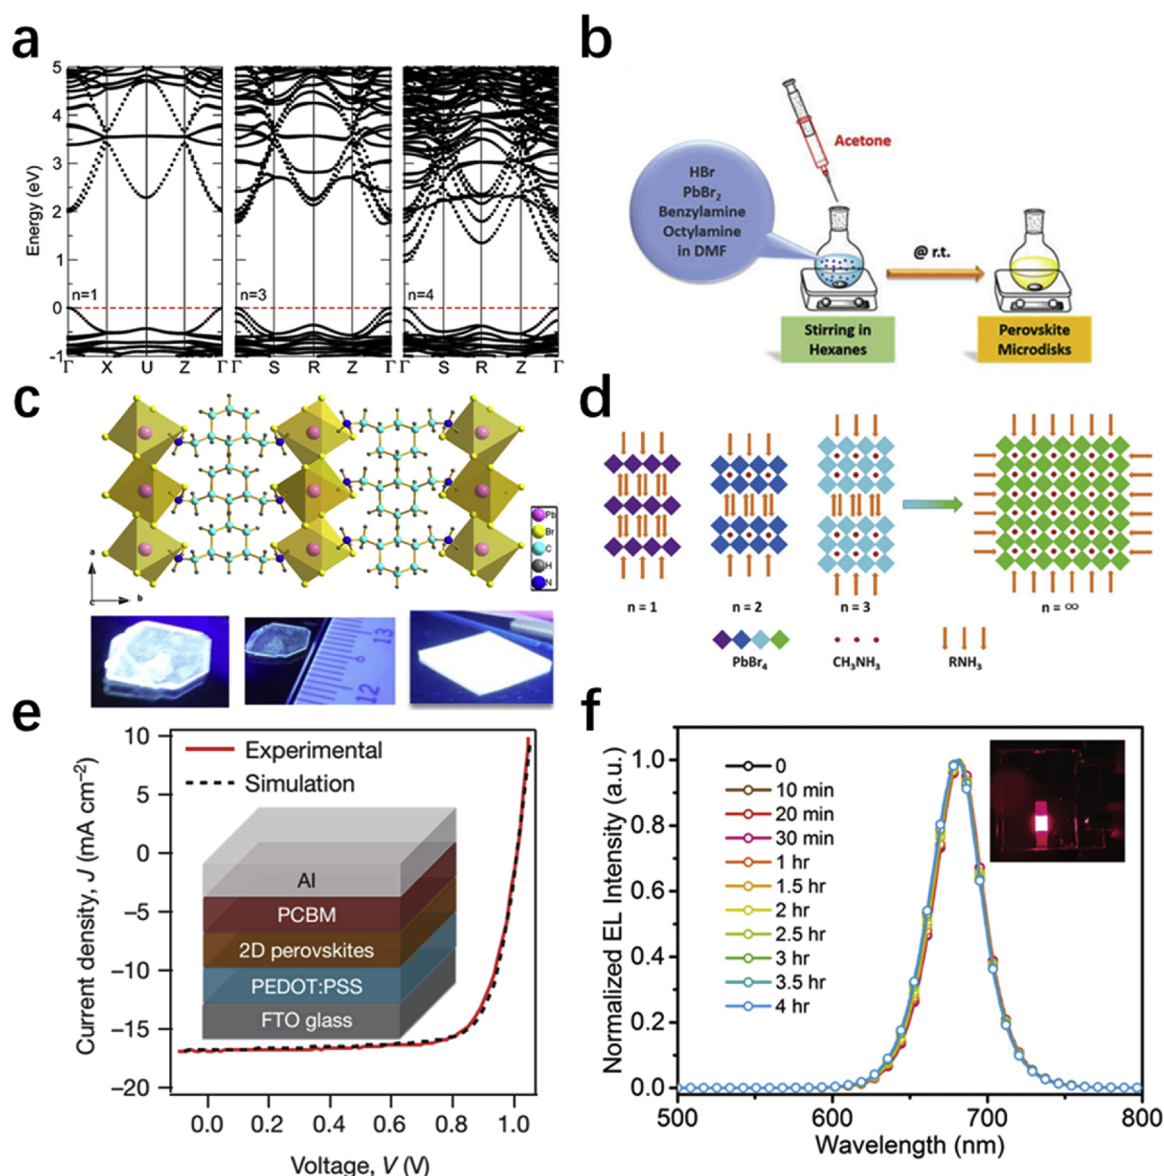 a
5
4
3
2
1
0
-1
Energy (eV)
n=1
n=3
n=4
Γ X U Z Γ
Γ S R Z Γ
Γ S R Z Γ
b
Acetone
HBr
PbBr2
Benzylamine
Octylamine
in DMF
@ r.t.
Stirring in
Hexanes
Perovskite
Microdisks
c
Pb
Br
C
H
N
a
c
b
13
12
d
n = 1
n = 2
n = 3
n = ∞
PbBr4
CH3NH3
RNH3
e
10
5
0
−5
−10
−15
−20
Current density, J (mA cm−2)
Experimental
Simulation
Al
PCBM
2D perovskites
PEDOT:PSS
FTO glass
0.0 0.2 0.4 0.6 0.8 1.0
Voltage, V (V)
f
1.0
0.8
0.6
0.4
0.2
0.0
Normalized EL Intensity (a.u.)
0
10 min
20 min
30 min
1 hr
1.5 hr
2 hr
2.5 hr
3 hr
3.5 hr
4 hr
500 600 700 800
Wavelength (nm)